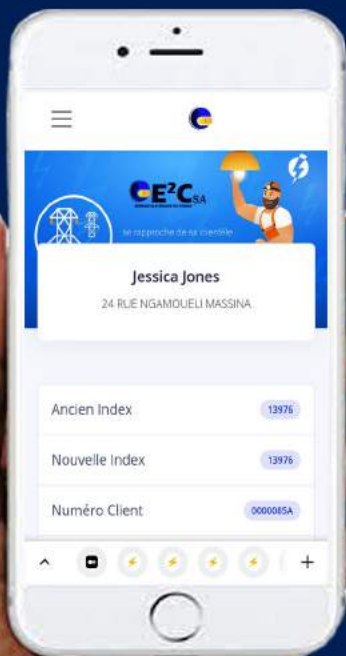 E²C SA
se rapproche de sa clientèle
Jessica Jones
24 RUE NGAMOUELI MASSINA
Ancien Index
13976
Nouvelle Index
13976
Numéro Client
0000085A